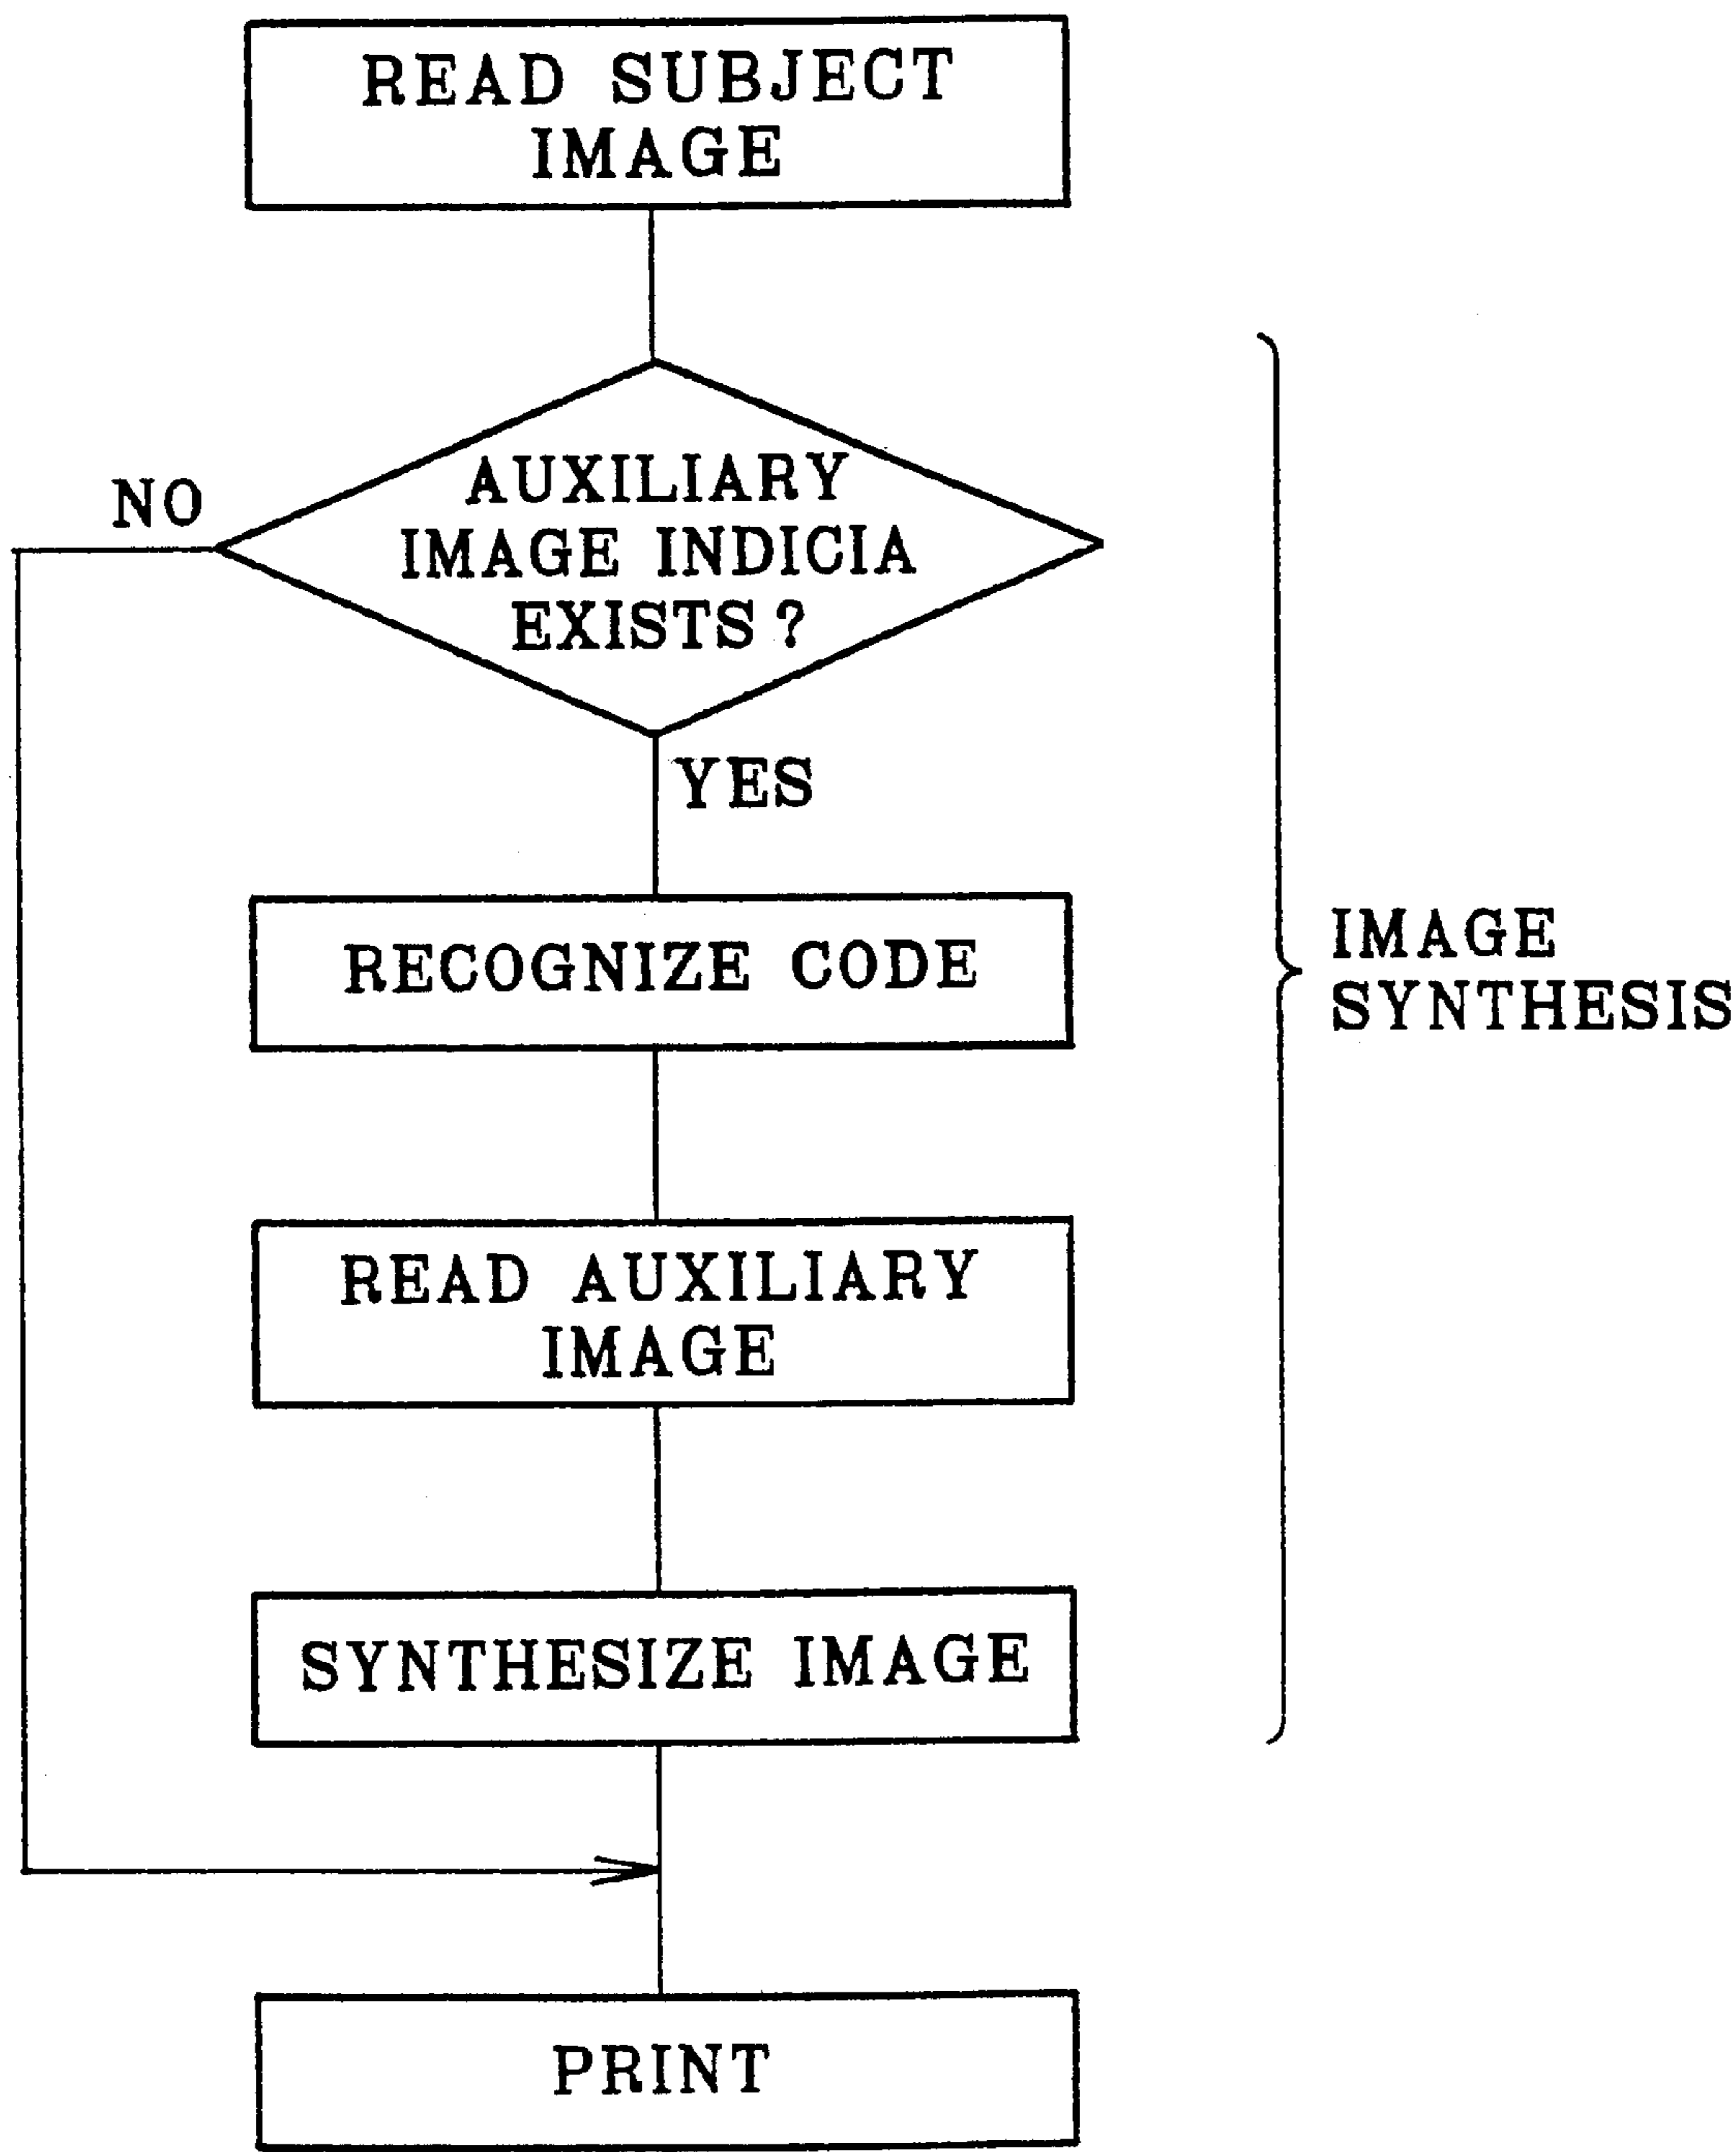 READ SUBJECT
IMAGE
AUXILIARY
IMAGE INDICIA
EXISTS?
NO
YES
RECOGNIZE CODE
READ AUXILIARY
IMAGE
SYNTHESIZE IMAGE
IMAGE
SYNTHESIS
PRINT